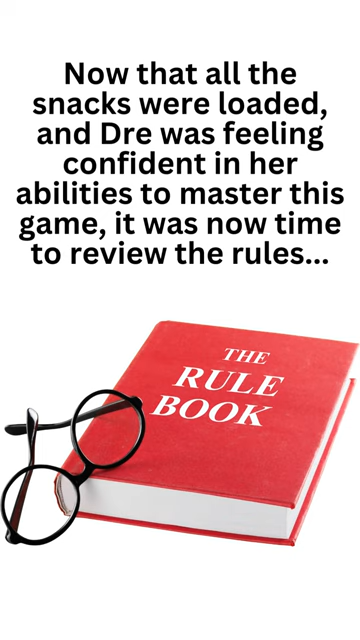 Now that all the
snacks were loaded,
and Dre was feeling
confident in her
abilities to master this
game, it was now time
to review the rules...
THE
RULE
BOOK